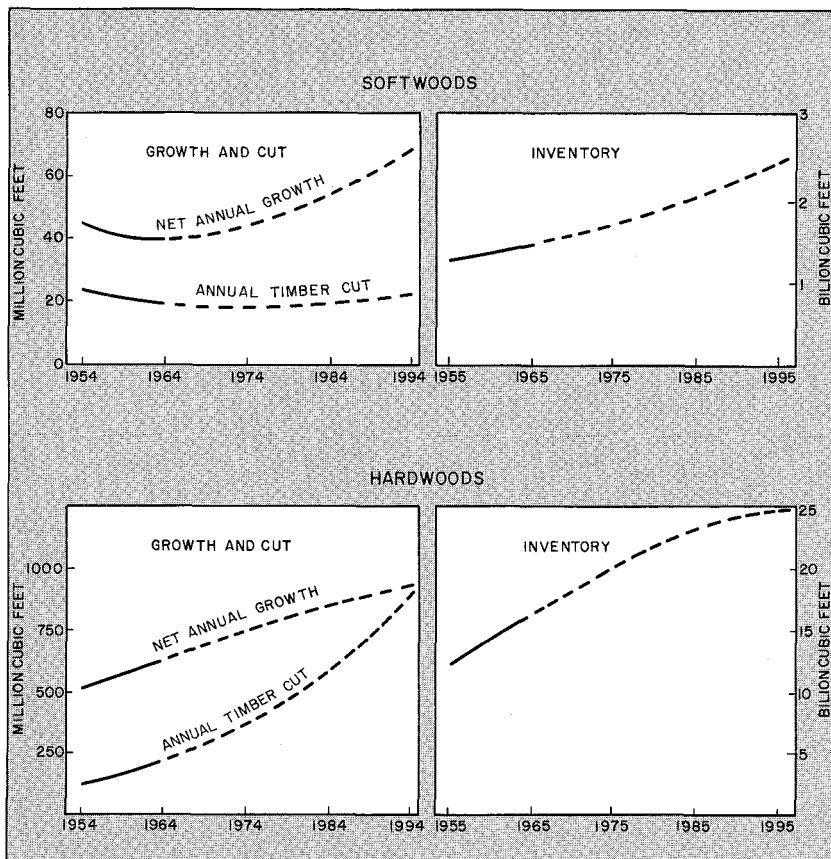 SOFTWOODS
MILLION CUBIC FEET
80
60
40
20
0
GROWTH AND CUT
NET ANNUAL GROWTH
ANNUAL TIMBER CUT
1954 1964 1974 1984 1994
INVENTORY
3
2
1
BILION CUBIC FEET
1955 1965 1975 1985 1995
HARDWOODS
MILLION CUBIC FEET
1000
750
500
250
GROWTH AND CUT
NET ANNUAL GROWTH
ANNUAL TIMBER CUT
1954 1964 1974 1984 1994
INVENTORY
25
20
15
10
5
BILION CUBIC FEET
1955 1965 1975 1985 1995